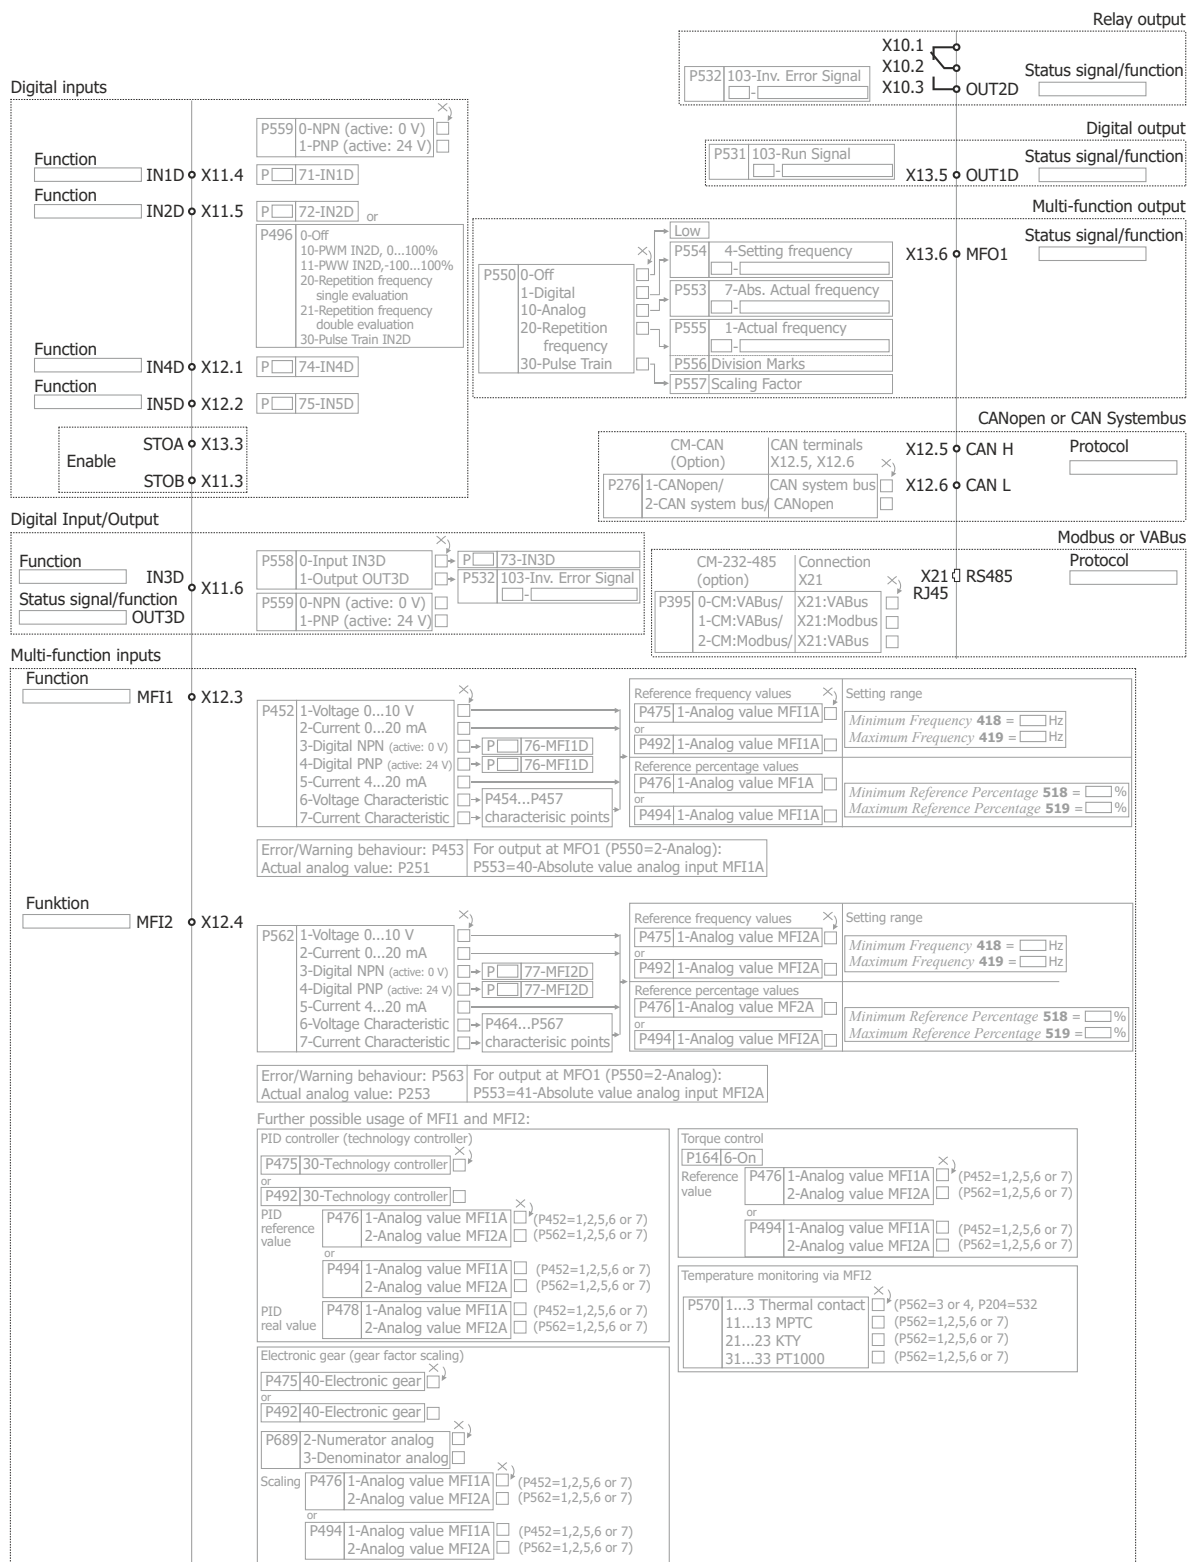 Relay output
X10.1
X10.2
X10.3
P532 103-Inv. Error Signal
-
OUT2D
Status signal/function
Digital inputs
P559 0-NPN (active: 0 V)
1-PNP (active: 24 V)
Function
IN1D X11.4 P 71-IN1D
Function
IN2D X11.5 P 72-IN2D or
P496 0-Off
10-PWM IN2D, 0...100%
11-PWW IN2D,-100...100%
20-Repetition frequency
single evaluation
21-Repetition frequency
double evaluation
30-Pulse Train IN2D
Function
IN4D X12.1 P 74-IN4D
Function
IN5D X12.2 P 75-IN5D
Enable
STOA X13.3
STOB X11.3
Digital output
P531 103-Run Signal
-
X13.5 OUT1D
Status signal/function
Multi-function output
Status signal/function
X13.6 MFO1
P550 0-Off
1-Digital
10-Analog
20-Repetition
frequency
30-Pulse Train
Low
P554 4-Setting frequency
-
P553 7-Abs. Actual frequency
-
P555 1-Actual frequency
-
P556 Division Marks
P557 Scaling Factor
CANopen or CAN Systembus
CM-CAN
(Option)
CAN terminals
X12.5, X12.6
P276 1-CANopen/ CAN system bus
2-CAN system bus/ CANopen
X12.5 CAN H
X12.6 CAN L
Protocol
Digital Input/Output
Function
IN3D
X11.6
Status signal/function
OUT3D
P558 0-Input IN3D
1-Output OUT3D
P 73-IN3D
P532 103-Inv. Error Signal
-
P559 0-NPN (active: 0 V)
1-PNP (active: 24 V)
Modbus or VABus
CM-232-485
(option)
Connection
X21
P395 0-CM:VABus/ X21:VABus
1-CM:VABus/ X21:Modbus
2-CM:Modbus/ X21:VABus
X21 RS485
RJ45
Protocol
Multi-function inputs
Function
MFI1 X12.3
P452 1-Voltage 0...10 V
2-Current 0...20 mA
3-Digital NPN (active: 0 V) P 76-MFI1D
4-Digital PNP (active: 24 V) P 76-MFI1D
5-Current 4...20 mA
6-Voltage Characteristic P454...P457
7-Current Characteristic characterisic points
Reference frequency values
P475 1-Analog value MFI1A
or
P492 1-Analog value MFI1A
Reference percentage values
P476 1-Analog value MF1A
or
P494 1-Analog value MFI1A
Setting range
Minimum Frequency 418 = Hz
Maximum Frequency 419 = Hz
Minimum Reference Percentage 518 = %
Maximum Reference Percentage 519 = %
Error/Warning behaviour: P453
Actual analog value: P251
For output at MFO1 (P550=2-Analog):
P553=40-Absolute value analog input MFI1A
Funktion
MFI2 X12.4
P562 1-Voltage 0...10 V
2-Current 0...20 mA
3-Digital NPN (active: 0 V) P 77-MFI2D
4-Digital PNP (active: 24 V) P 77-MFI2D
5-Current 4...20 mA
6-Voltage Characteristic P464...P567
7-Current Characteristic characterisic points
Reference frequency values
P475 1-Analog value MFI2A
or
P492 1-Analog value MFI2A
Reference percentage values
P476 1-Analog value MF2A
or
P494 1-Analog value MFI2A
Setting range
Minimum Frequency 418 = Hz
Maximum Frequency 419 = Hz
Minimum Reference Percentage 518 = %
Maximum Reference Percentage 519 = %
Error/Warning behaviour: P563
Actual analog value: P253
For output at MFO1 (P550=2-Analog):
P553=41-Absolute value analog input MFI2A
Further possible usage of MFI1 and MFI2:
PID controller (technology controller)
P475 30-Technology controller
or
P492 30-Technology controller
PID
reference
value
P476 1-Analog value MFI1A (P452=1,2,5,6 or 7)
2-Analog value MFI2A (P562=1,2,5,6 or 7)
or
P494 1-Analog value MFI1A (P452=1,2,5,6 or 7)
2-Analog value MFI2A (P562=1,2,5,6 or 7)
PID
real value
P478 1-Analog value MFI1A (P452=1,2,5,6 or 7)
2-Analog value MFI2A (P562=1,2,5,6 or 7)
Torque control
P164 6-On
Reference
value
P476 1-Analog value MFI1A (P452=1,2,5,6 or 7)
2-Analog value MFI2A (P562=1,2,5,6 or 7)
or
P494 1-Analog value MFI1A (P452=1,2,5,6 or 7)
2-Analog value MFI2A (P562=1,2,5,6 or 7)
Temperature monitoring via MFI2
P570 1...3 Thermal contact (P562=3 or 4, P204=532
11...13 MPTC (P562=1,2,5,6 or 7)
21...23 KTY (P562=1,2,5,6 or 7)
31...33 PT1000 (P562=1,2,5,6 or 7)
Electronic gear (gear factor scaling)
P475 40-Electronic gear
or
P492 40-Electronic gear
P689 2-Numerator analog
3-Denominator analog
Scaling
P476 1-Analog value MFI1A (P452=1,2,5,6 or 7)
2-Analog value MFI2A (P562=1,2,5,6 or 7)
or
P494 1-Analog value MFI1A (P452=1,2,5,6 or 7)
2-Analog value MFI2A (P562=1,2,5,6 or 7)